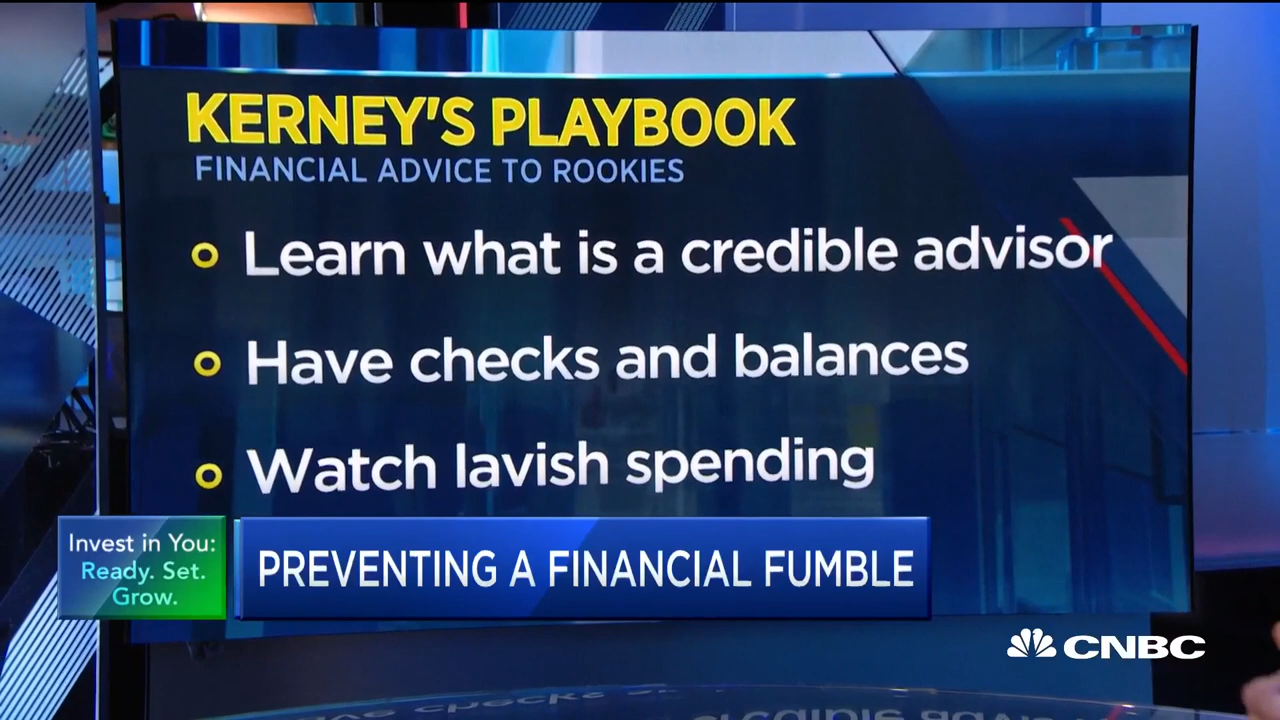 KERNEY'S PLAYBOOK
FINANCIAL ADVICE TO ROOKIES
Learn what is a credible advisor
Have checks and balances
Watch lavish spending
Invest in You:
Ready. Set.
Grow.
PREVENTING A FINANCIAL FUMBLE
CNBC